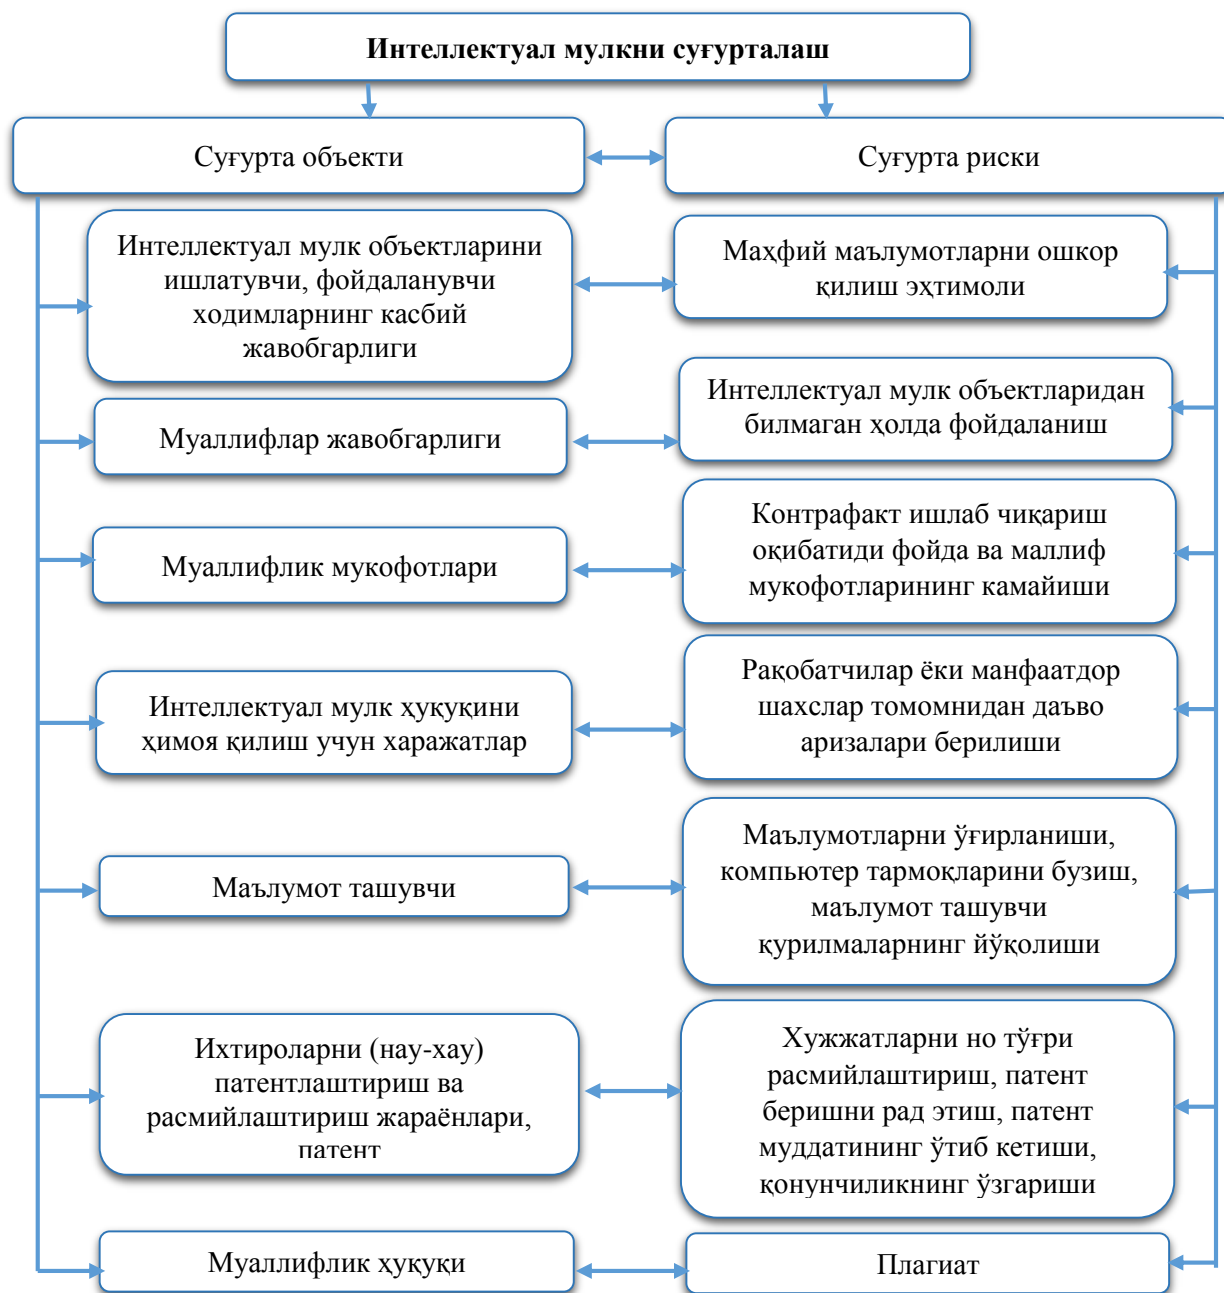 Интеллектуал мулкни суғурталаш
Суғурта объекти
Суғурта риски
Интеллектуал мулк объектларини
ишлатувчи, фойдаланувчи
ходимларнинг касбий
жавобгарлиги
Маҳфий маълумотларни ошкор
қилиш эҳтимоли
Муаллифлар жавобгарлиги
Интеллектуал мулк объектларидан
билмаган ҳолда фойдаланиш
Муаллифлик мукофотлари
Контрафакт ишлаб чиқариш
оқибатиди фойда ва маллиф
мукофотларининг камайиши
Интеллектуал мулк ҳуқуқини
ҳимоя қилиш учун харажатлар
Рақобатчилар ёки манфаатдор
шахслар томомнидан даъво
аризалари берилиши
Маълумот ташувчи
Маълумотларни ўғирланиши,
компьютер тармоқларини бузиш,
маълумот ташувчи
қурилмаларнинг йўқолиши
Ихтироларни (нау-хау)
патентлаштириш ва
расмийлаштириш жараёнлари,
патент
Хужжатларни но тўғри
расмийлаштириш, патент
беришни рад этиш, патент
муддатининг ўтиб кетиши,
қонунчиликнинг ўзгариши
Муаллифлик ҳуқуқи
Плагиат